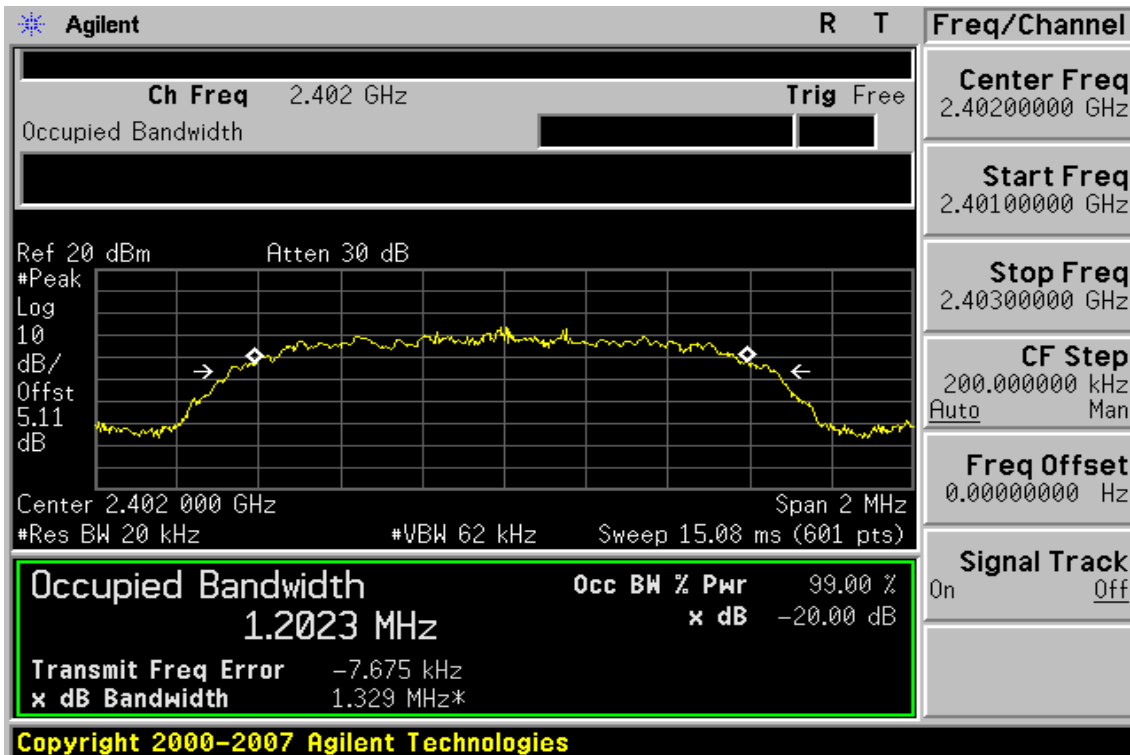 Agilent R T
Ch Freq 2.402 GHz Trig Free
Occupied Bandwidth
Ref 20 dBm Atten 30 dB
#Peak
Log
10
dB/
Offst
5.11
dB
Center 2.402 000 GHz Span 2 MHz
#Res BW 20 kHz #VBW 62 kHz Sweep 15.08 ms (601 pts)
Occupied Bandwidth Occ BW % Pwr 99.00 %
1.2023 MHz x dB -20.00 dB
Transmit Freq Error -7.675 kHz
x dB Bandwidth 1.329 MHz*
Copyright 2000-2007 Agilent Technologies
Freq/Channel
Center Freq
2.40200000 GHz
Start Freq
2.40100000 GHz
Stop Freq
2.40300000 GHz
CF Step
200.000000 kHz
Auto Man
Freq Offset
0.00000000 Hz
Signal Track
On Off